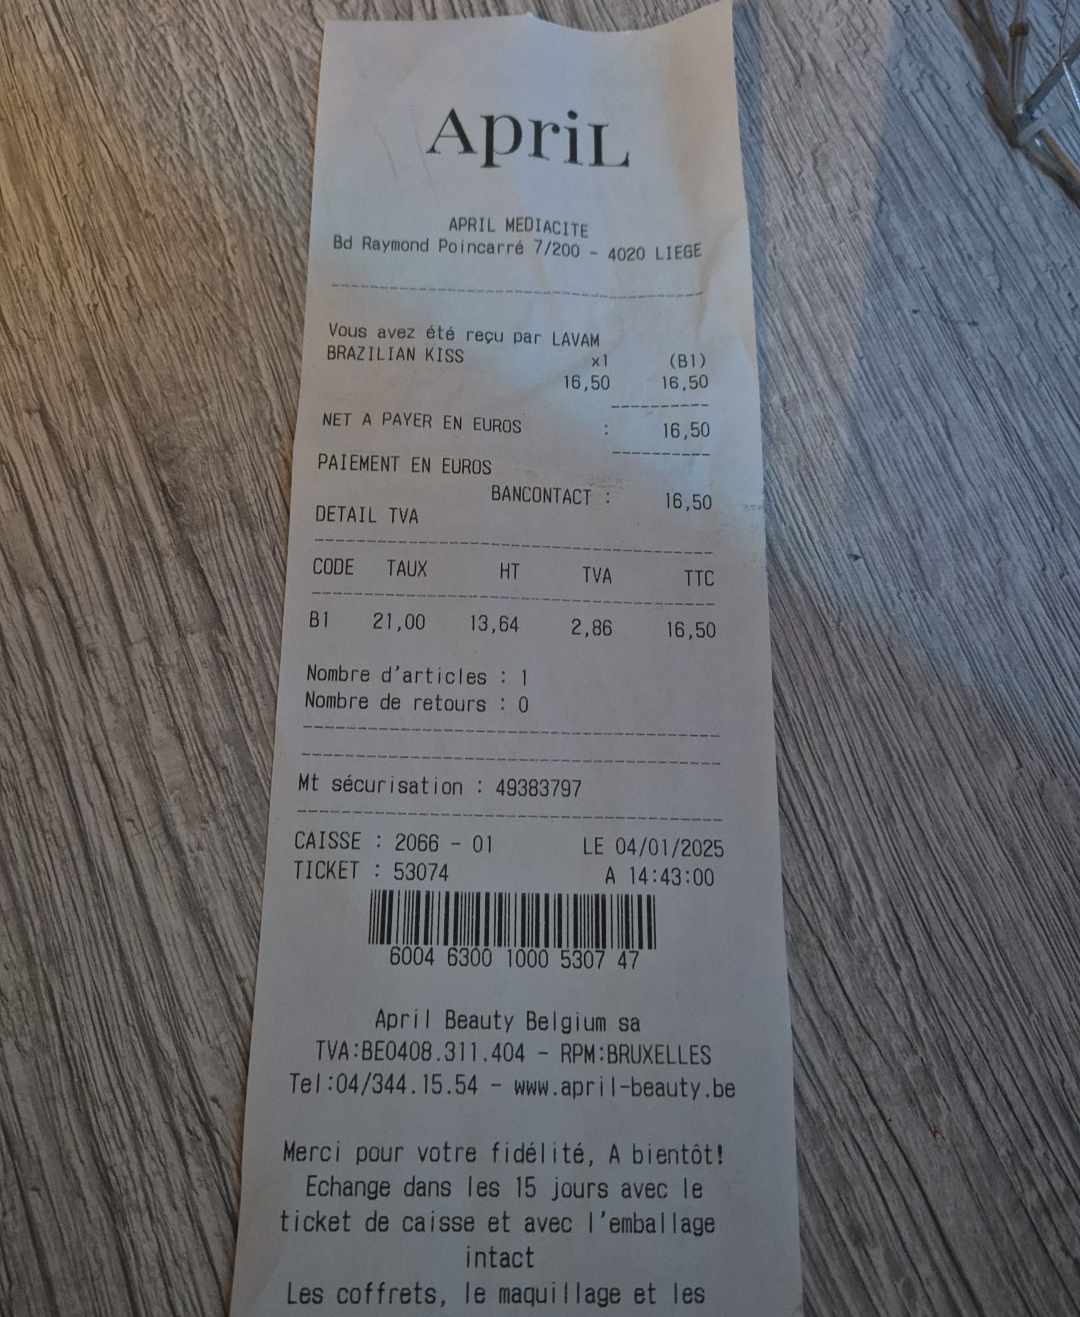 ApriL
APRIL MEDIACITE
Bd Raymond Poincarré 7/200 - 4020 LIEGE
Vous avez été reçu par LAVAM
BRAZILIAN KISS x1 (B1)
16,50 16,50
NET A PAYER EN EUROS : 16,50
PAIEMENT EN EUROS
BANCONTACT : 16,50
DETAIL TVA
CODE TAUX HT TVA TTC
B1 21,00 13,64 2,86 16,50
Nombre d'articles : 1
Nombre de retours : 0
Mt sécurisation : 49383797
CAISSE : 2066 - 01 LE 04/01/2025
TICKET : 53074 A 14:43:00
6004 6300 1000 5307 47
April Beauty Belgium sa
TVA:BE0408.311.404 - RPM:BRUXELLES
Tel:04/344.15.54 - www.april-beauty.be
Merci pour votre fidélité, A bientôt!
Echange dans les 15 jours avec le
ticket de caisse et avec l'emballage
intact
Les coffrets, le maquillage et les